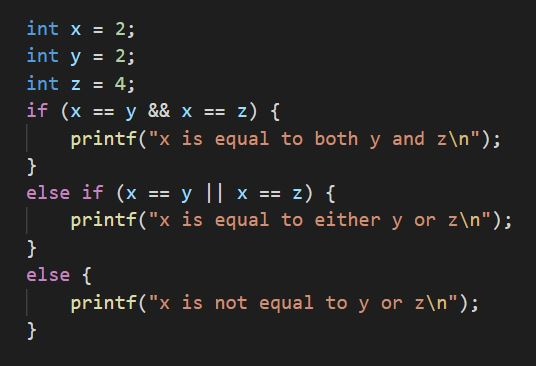 int x = 2;
int y = 2;
int z = 4;
if (x == y && x == z) {
    printf("x is equal to both y and z\n");
}
else if (x == y || x == z) {
    printf("x is equal to either y or z\n");
}
else {
    printf("x is not equal to y or z\n");
}